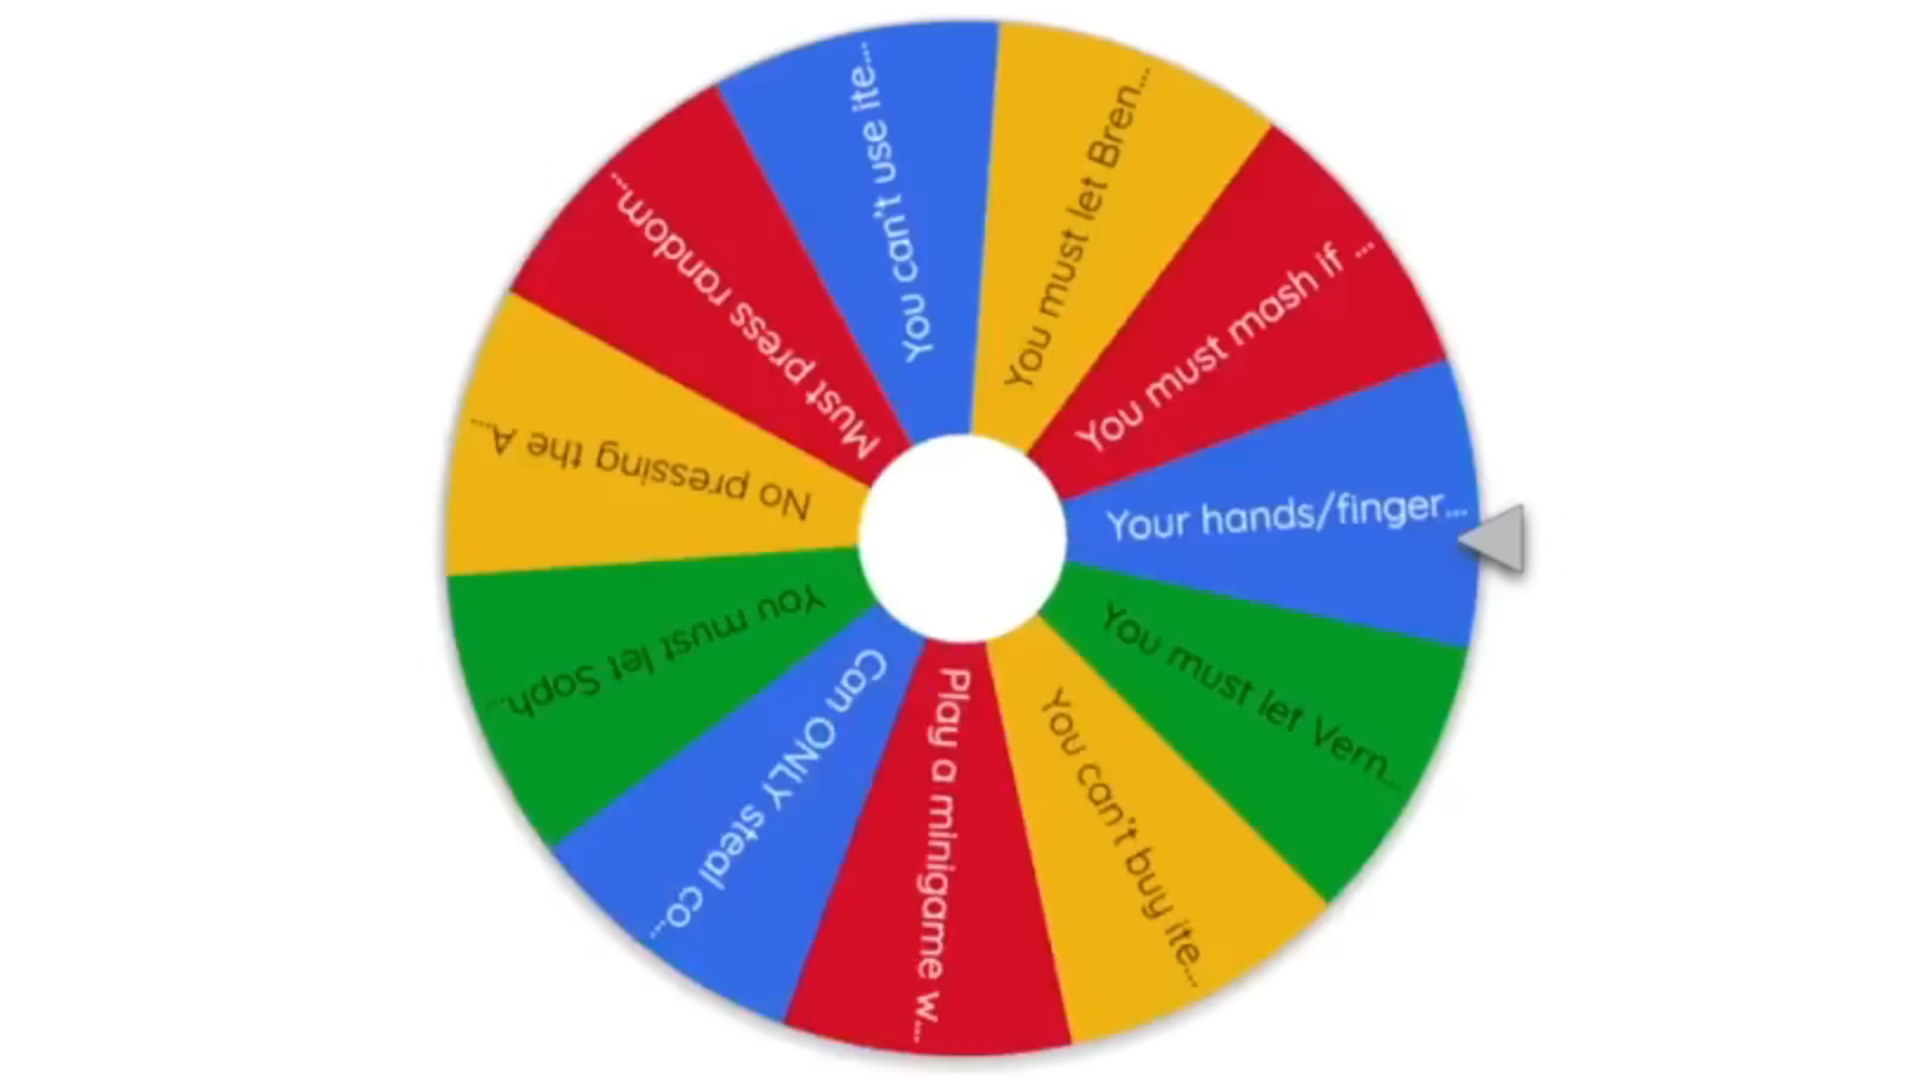 You can't use ite...
You must let Bren...
You must mash if ...
Your hands/finger...
You must let Vern...
You can't buy ite...
Play a minigame w...
Can ONLY steal co...
You must let Soph...
No pressing the A...
Must press random...